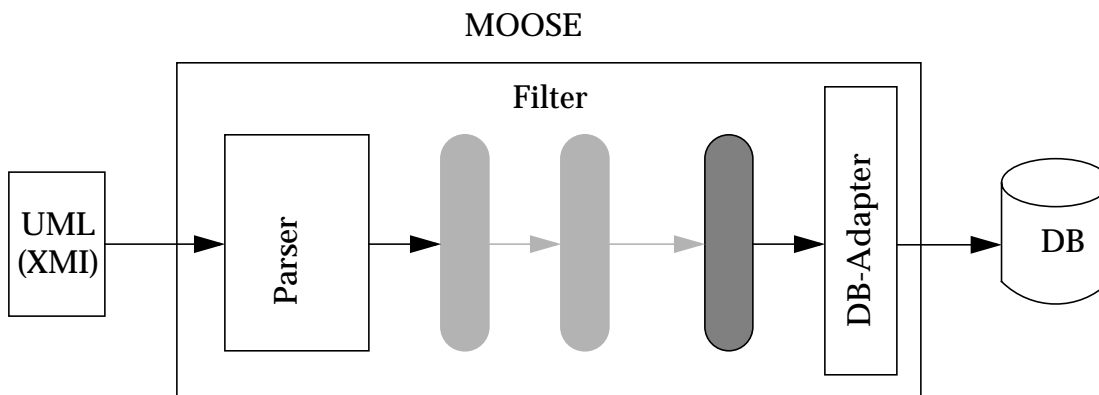 MOOSE
Filter
UML
(XMI)
Parser
DB-Adapter
DB